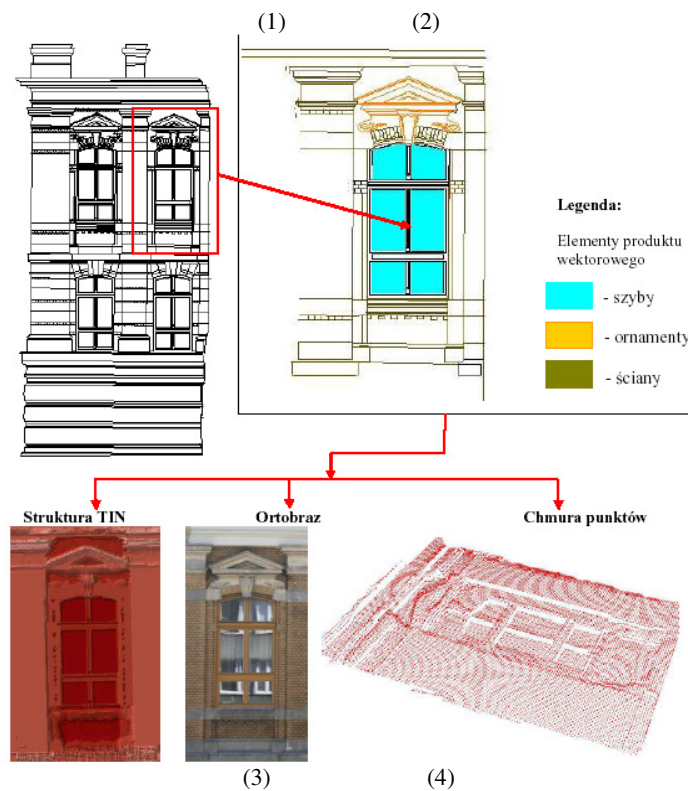 (1)
(2)
Legenda:
Elementy produktu
wektorowego
- szyby
- ornamenty
- ściany
Struktura TIN
Ortobraz
Chmura punktów
(3)
(4)